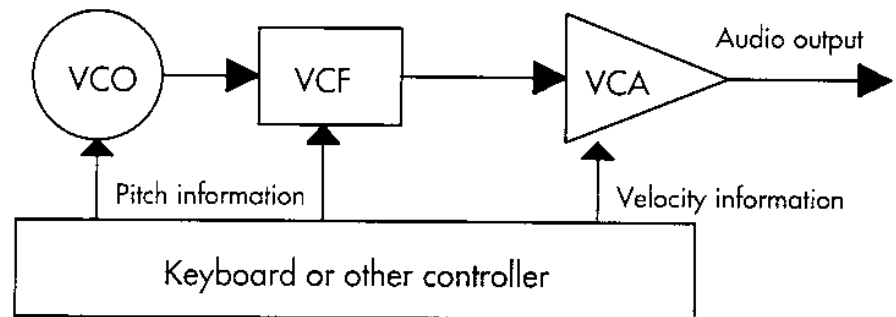 Audio output
VCO
VCF
VCA
Pitch information
Velocity information
Keyboard or other controller